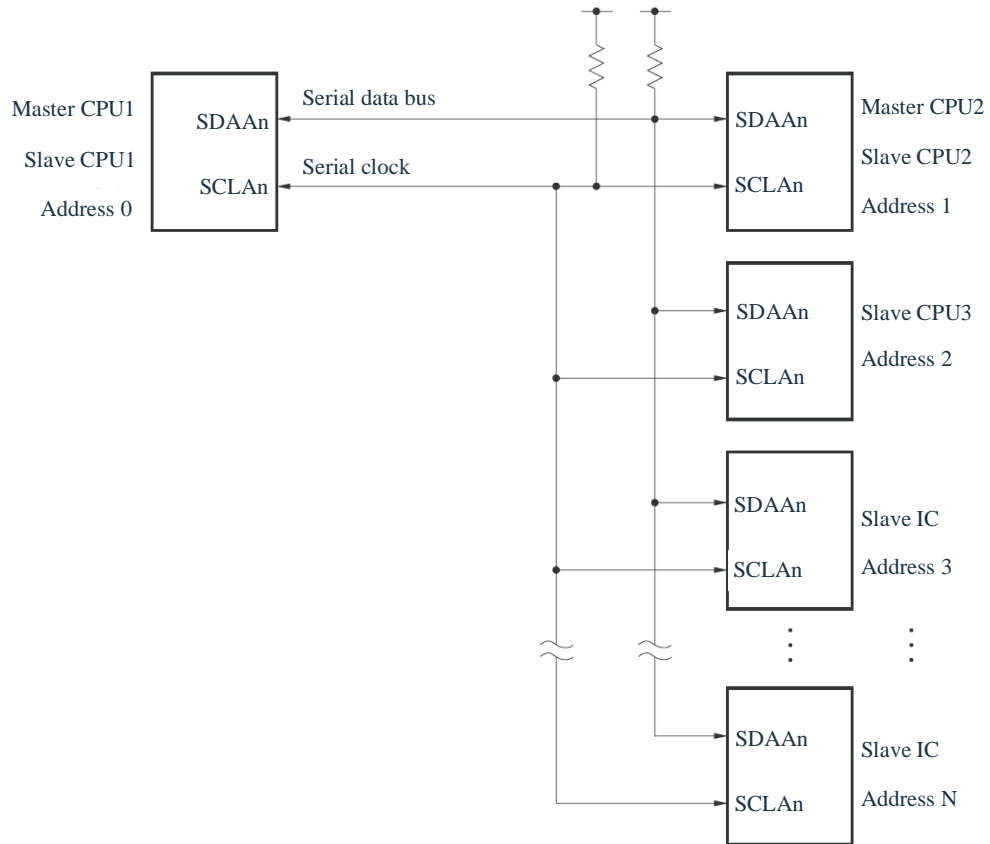 Master CPU1
Slave CPU1
Address 0
SDAAn
SCLAn
Serial data bus
Serial clock
SDAAn
SCLAn
Master CPU2
Slave CPU2
Address 1
SDAAn
SCLAn
Slave CPU3
Address 2
SDAAn
SCLAn
Slave IC
Address 3
SDAAn
SCLAn
Slave IC
Address N